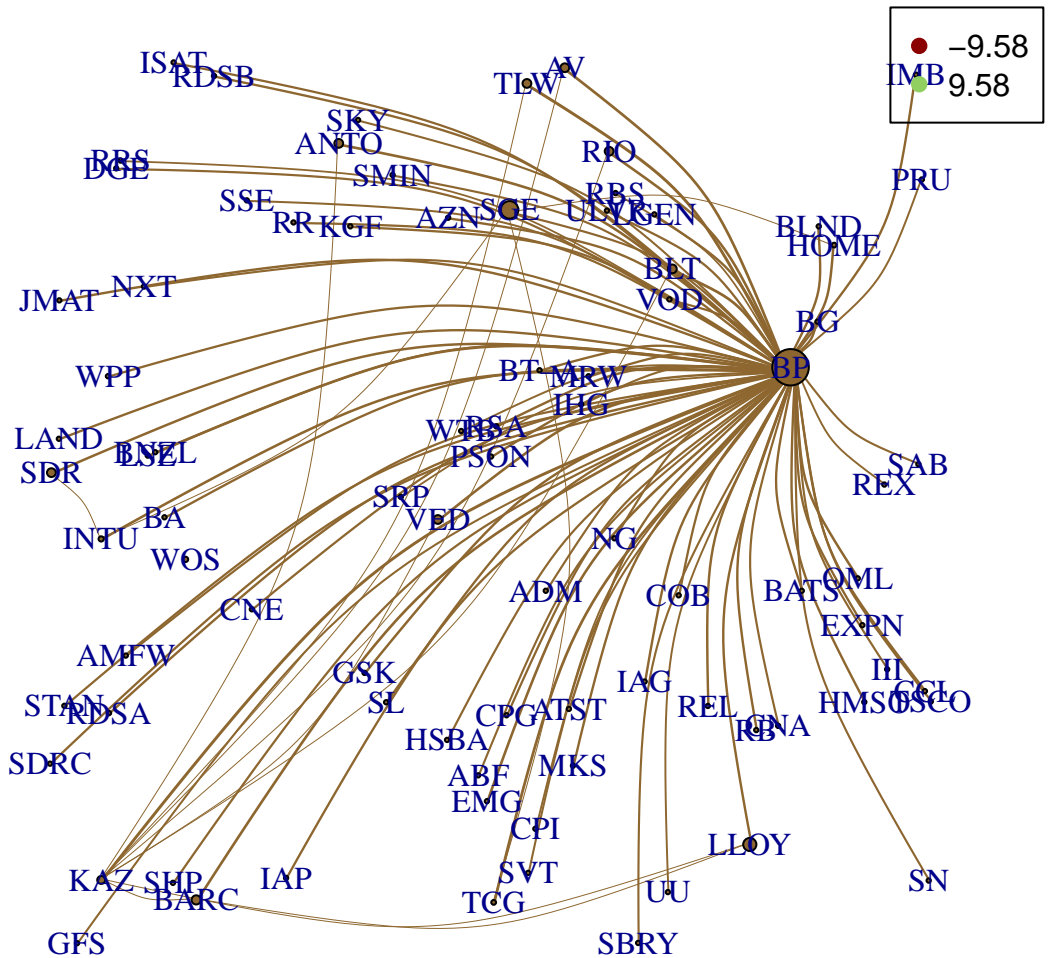 −9.58
9.58
ISAT
RDSB
TLW
AV
IMB
SKY
ANTO
RIO
SMIN
PRU
RBS
DGE
SSE
RR
KGF
AZN
SGE
RBS
ULVR
GEN
BLND
HOME
BLT
NXT
JMAT
VOD
BG
BP
WPP
BT_A
MRW
IHG
LAND
WTB
RSA
BNZL
LSE
PSON
SDR
SAB
REX
SRP
VED
BA
INTU
WOS
NG
ADM
COB
BATS
OML
CNE
EXPN
AMFW
GSK
SL
IAG
III
CCL
HMSO
TSCO
STAN
RDSA
CPG
ATST
REL
RB
CNA
HSBA
SDRC
ABF
MKS
EMG
CPI
LLOY
KAZ
SHP
BARC
IAP
SVT
TCG
UU
SN
GFS
SBRY